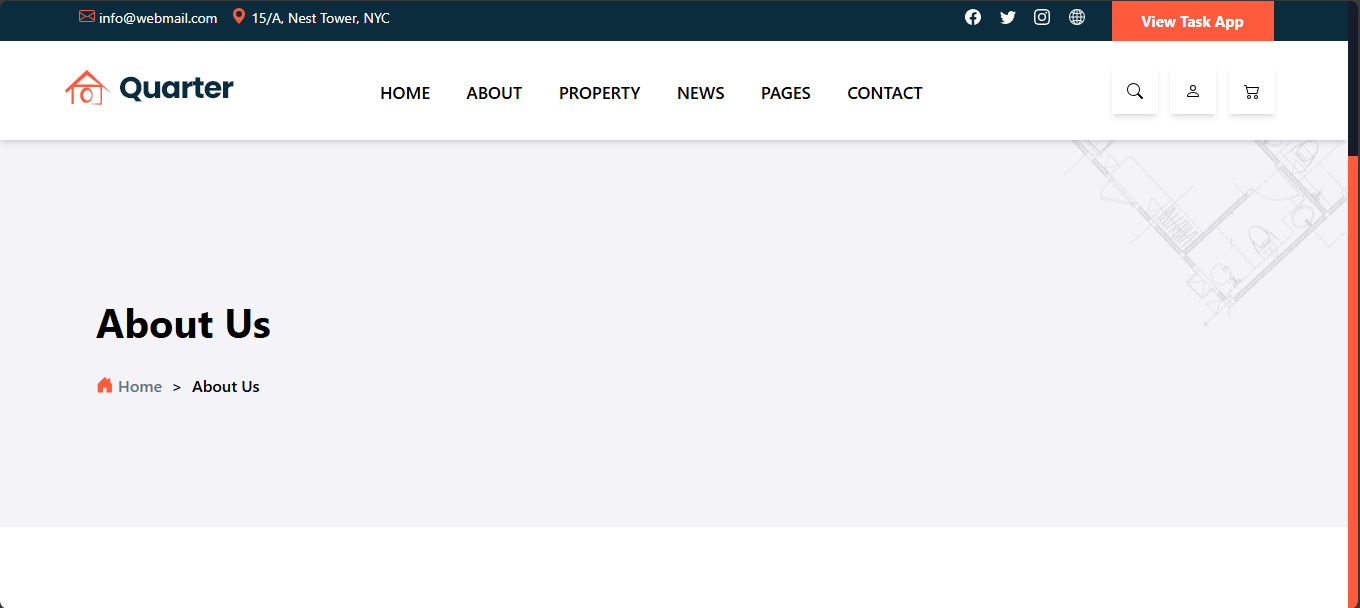 info@webmail.com 15/A, Nest Tower, NYC View Task App
Quarter HOME ABOUT PROPERTY NEWS PAGES CONTACT
About Us
Home > About Us